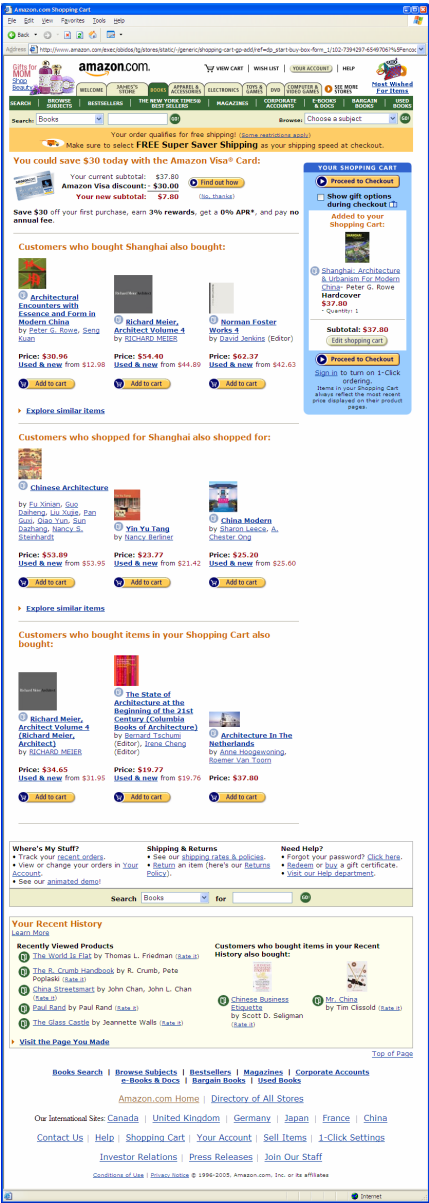 Amazon.com Shopping Cart
File Edit View Favorites Tools Help
Back
Address http://www.amazon.com/exec/obidos/tg/stores/static/-/generic/shopping-cart-gp-add/ref=dp_start-buy-box-form_1/102-7394297-6549706?%5Fencod
Gifts for MOM
Shop Beauty
amazon.com.
VIEW CART | WISH LIST | YOUR ACCOUNT | HELP
Most Wished For Items
WELCOME
JAMES'S STORE
BOOKS
APPAREL & ACCESSORIES
ELECTRONICS
TOYS & GAMES
DVD
COMPUTER & VIDEO GAMES
SEE MORE STORES
SEARCH | BROWSE SUBJECTS | BESTSELLERS | THE NEW YORK TIMES® BEST SELLERS | MAGAZINES | CORPORATE ACCOUNTS | E-BOOKS & DOCS | BARGAIN BOOKS | USED BOOKS
Search: Books GO!
Browse: Choose a subject GO!
Your order qualifies for free shipping! (Some restrictions apply)
Make sure to select FREE Super Saver Shipping as your shipping speed at checkout.
You could save $30 today with the Amazon Visa® Card:
Your current subtotal: $37.80
Amazon Visa discount: - $30.00
Your new subtotal: $7.80
Find out how
(No, thanks)
Save $30 off your first purchase, earn 3% rewards, get a 0% APR*, and pay no
annual fee.
YOUR SHOPPING CART
Proceed to Checkout
Show gift options
during checkout
Added to your
Shopping Cart:
Shanghai: Architecture
& Urbanism For Modern
China- Peter G. Rowe
Hardcover
$37.80
- Quantity: 1
Subtotal: $37.80
Edit shopping cart
Proceed to Checkout
Sign in to turn on 1-Click
ordering.
Items in your Shopping Cart
always reflect the most recent
price displayed on their product
pages.
Customers who bought Shanghai also bought:
Architectural
Encounters with
Essence and Form in
Modern China
by Peter G. Rowe, Seng
Kuan
Price: $30.96
Used & new from $12.98
Add to cart
Richard Meier,
Architect Volume 4
by RICHARD MEIER
Price: $54.40
Used & new from $44.89
Add to cart
Norman Foster
Works 4
by David Jenkins (Editor)
Price: $62.37
Used & new from $42.63
Add to cart
Explore similar items
Customers who shopped for Shanghai also shopped for:
Chinese Architecture
by Fu Xinian, Guo
Daiheng, Liu Xujie, Pan
Guxi, Qiao Yun, Sun
Dazhang, Nancy S.
Steinhardt
Price: $53.89
Used & new from $53.95
Add to cart
Yin Yu Tang
by Nancy Berliner
Price: $23.77
Used & new from $21.42
Add to cart
China Modern
by Sharon Leece, A.
Chester Ong
Price: $25.20
Used & new from $25.60
Add to cart
Explore similar items
Customers who bought items in your Shopping Cart also
bought:
Richard Meier,
Architect Volume 4
(Richard Meier,
Architect)
by RICHARD MEIER
Price: $34.65
Used & new from $31.95
Add to cart
The State of
Architecture at the
Beginning of the 21st
Century (Columbia
Books of Architecture)
by Bernard Tschumi
(Editor), Irene Cheng
(Editor)
Price: $19.77
Used & new from $19.76
Add to cart
Architecture In The
Netherlands
by Anne Hoogewoning,
Roemer Van Toorn
Price: $37.80
Add to cart
Where's My Stuff?
• Track your recent orders.
• View or change your orders in Your
Account.
• See our animated demo!
Shipping & Returns
• See our shipping rates & policies.
• Return an item (here's our Returns
Policy).
Need Help?
• Forgot your password? Click here.
• Redeem or buy a gift certificate.
• Visit our Help department.
Search Books for GO!
Your Recent History
Learn More
Recently Viewed Products
The World Is Flat by Thomas L. Friedman (Rate it)
The R. Crumb Handbook by R. Crumb, Pete
Poplaski (Rate it)
China Streetsmart by John Chan, John L. Chan
(Rate it)
Paul Rand by Paul Rand (Rate it)
The Glass Castle by Jeannette Walls (Rate it)
Customers who bought items in your Recent
History also bought:
Chinese Business
Etiquette
by Scott D. Seligman
(Rate it)
Mr. China
by Tim Clissold (Rate it)
Visit the Page You Made
Top of Page
Books Search | Browse Subjects | Bestsellers | Magazines | Corporate Accounts
e-Books & Docs | Bargain Books | Used Books
Amazon.com Home | Directory of All Stores
Our International Sites: Canada | United Kingdom | Germany | Japan | France | China
Contact Us | Help | Shopping Cart | Your Account | Sell Items | 1-Click Settings
Investor Relations | Press Releases | Join Our Staff
Conditions of Use | Privacy Notice © 1996-2005, Amazon.com, Inc. or its affiliates
Internet